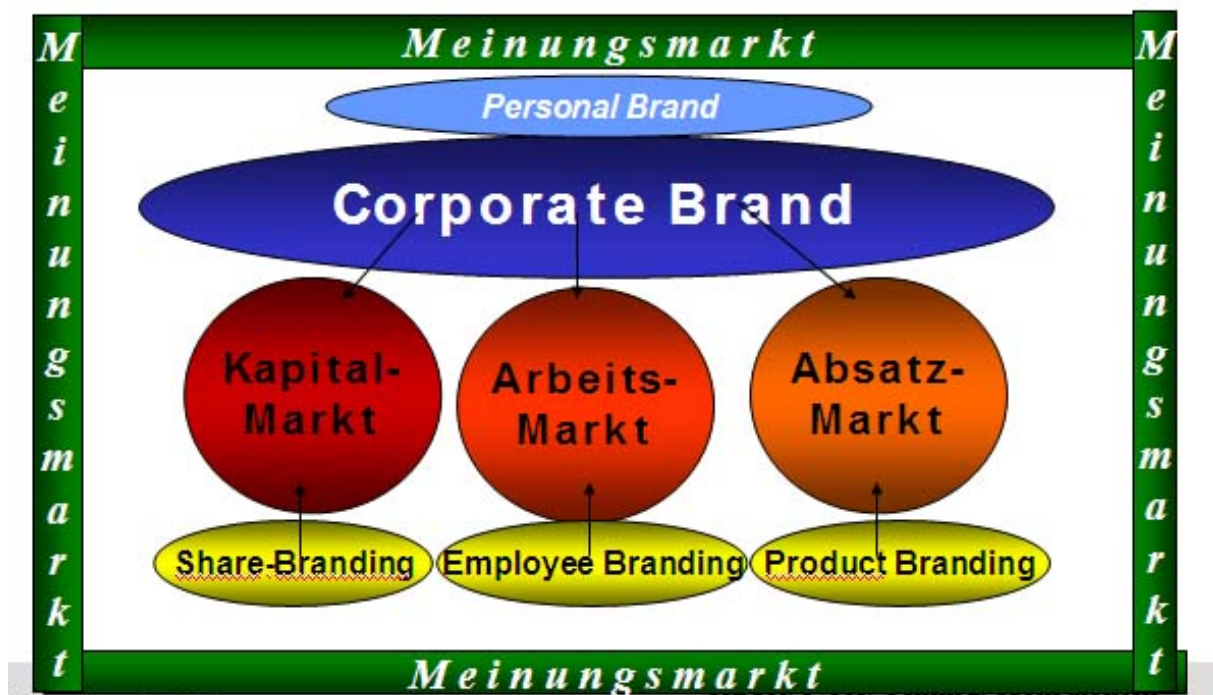 Meinungsmarkt
Meinungsmarkt
Meinungsmarkt
Personal Brand
Corporate Brand
Kapital-
Markt
Arbeits-
Markt
Absatz-
Markt
Share-Branding
Employee Branding
Product Branding
Meinungsmarkt